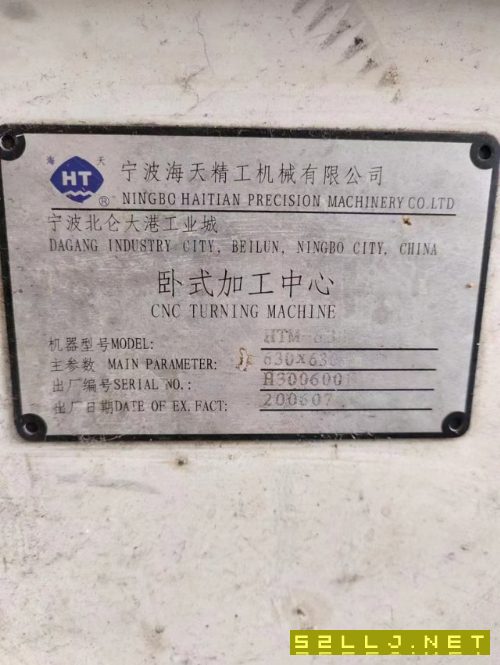 海 天
HT
®
宁波海天精工机械有限公司
NINGBO HAITIAN PRECISION MACHINERY CO.LTD
宁波北仑大港工业城
DAGANG INDUSTRY CITY, BEILUN, NINGBO CITY, CHINA
卧式加工中心
CNC TURNING MACHINE
机器型号MODEL: HTM
主参数 MAIN PARAMETER: 630×630
出厂编号SERIAL NO.:
出厂日期DATE OF EX.FACT: 200607
52LLJ.NET